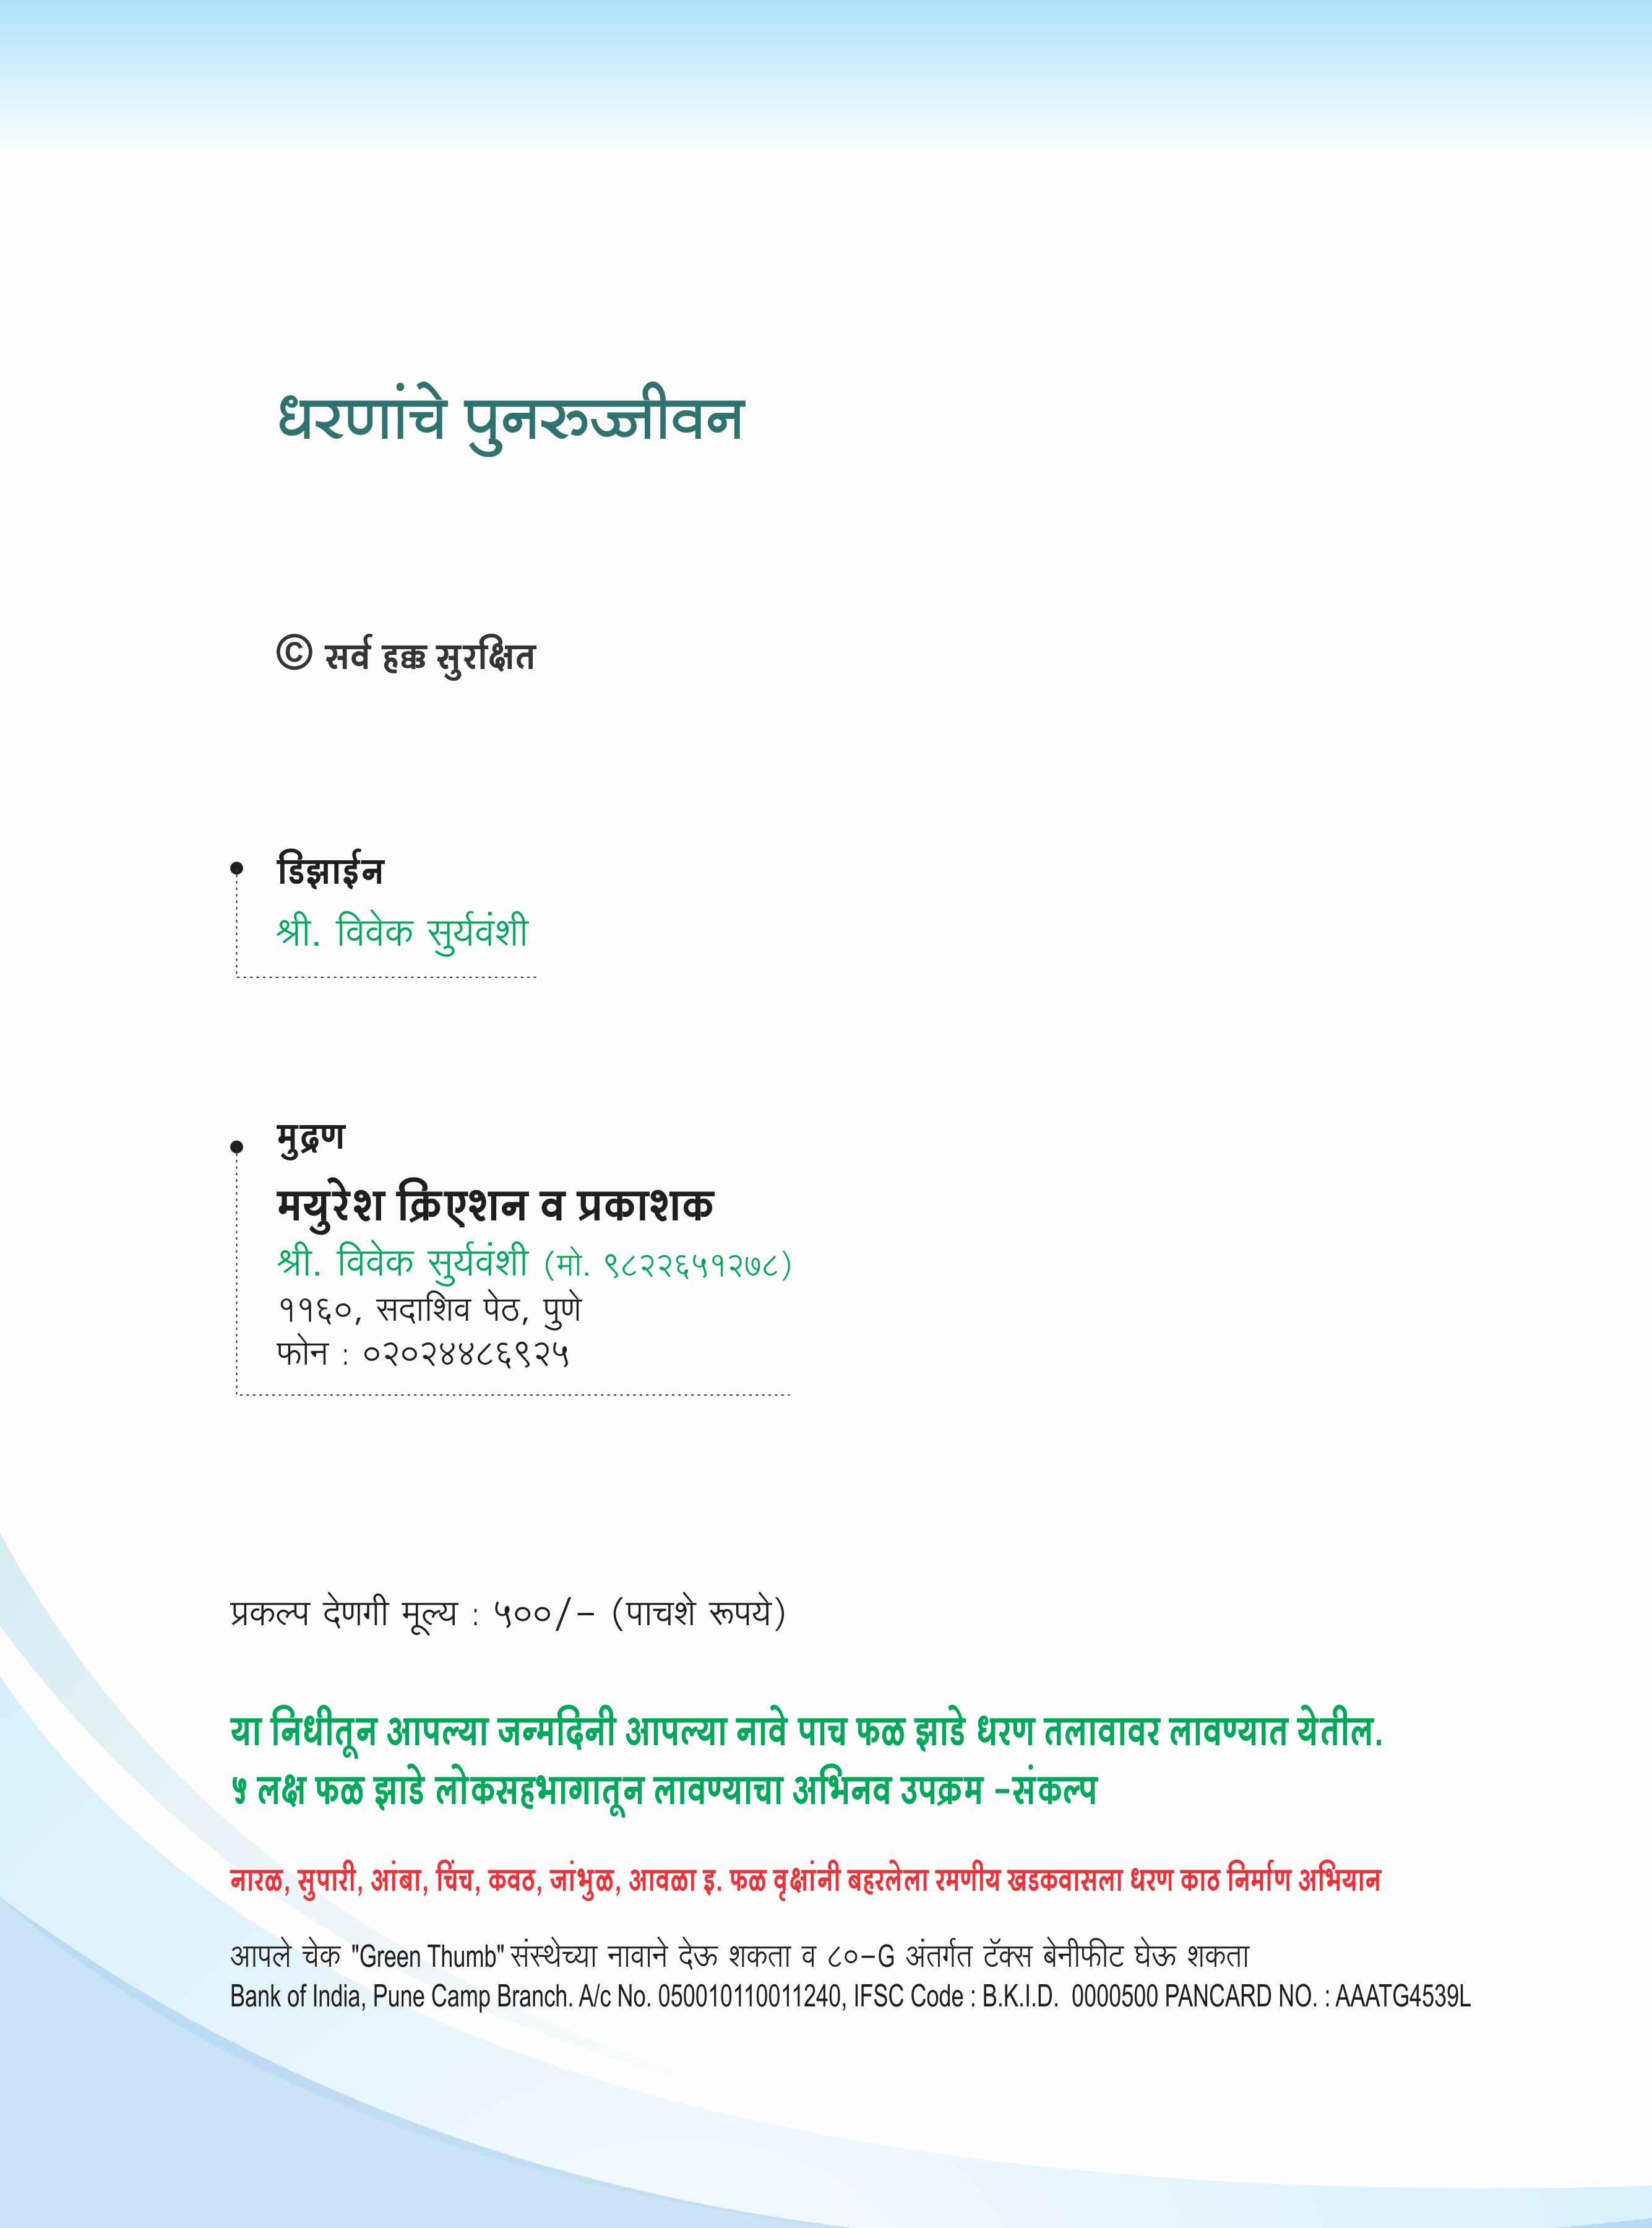 धरणांचे पुनरुज्जीवन
© सर्व हक्क सुरक्षित
डिझाईन
श्री. विवेक सुर्यवंशी
मुद्रण
मयुरेश क्रिएशन व प्रकाशक
श्री. विवेक सुर्यवंशी (मो. ९८२२६५१२७८)
११६०, सदाशिव पेठ, पुणे
फोन : ०२०२४४८६९२५
प्रकल्प देणगी मूल्य : ५००/- (पाचशे रूपये)
या निधीतून आपल्या जन्मदिनी आपल्या नावे पाच फळ झाडे धरण तलावावर लावण्यात येतील.
५ लक्ष फळ झाडे लोकसहभागातून लावण्याचा अभिनव उपक्रम -संकल्प
नारळ, सुपारी, आंबा, चिंच, कवठ, जांभुळ, आवळा इ. फळ वृक्षांनी बहरलेला रमणीय खडकवासला धरण काठ निर्माण अभियान
आपले चेक "Green Thumb" संस्थेच्या नावाने देऊ शकता व ८०-G अंतर्गत टॅक्स बेनीफीट घेऊ शकता
Bank of India, Pune Camp Branch. A/c No. 050010110011240, IFSC Code : B.K.I.D. 0000500 PANCARD NO. : AAATG4539L